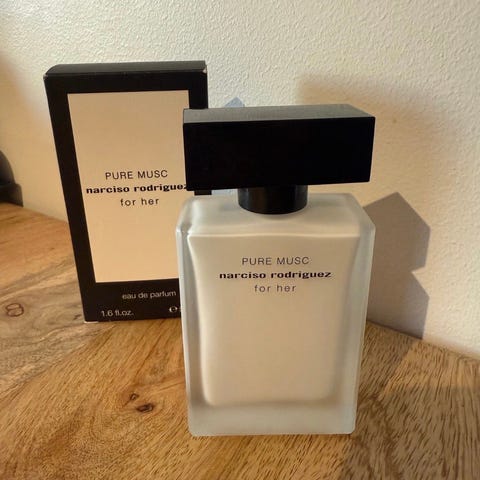 PURE MUSC
narciso rodriguez
for her
eau de parfum
1.6 fl.oz.
PURE MUSC
narciso rodriguez
for her